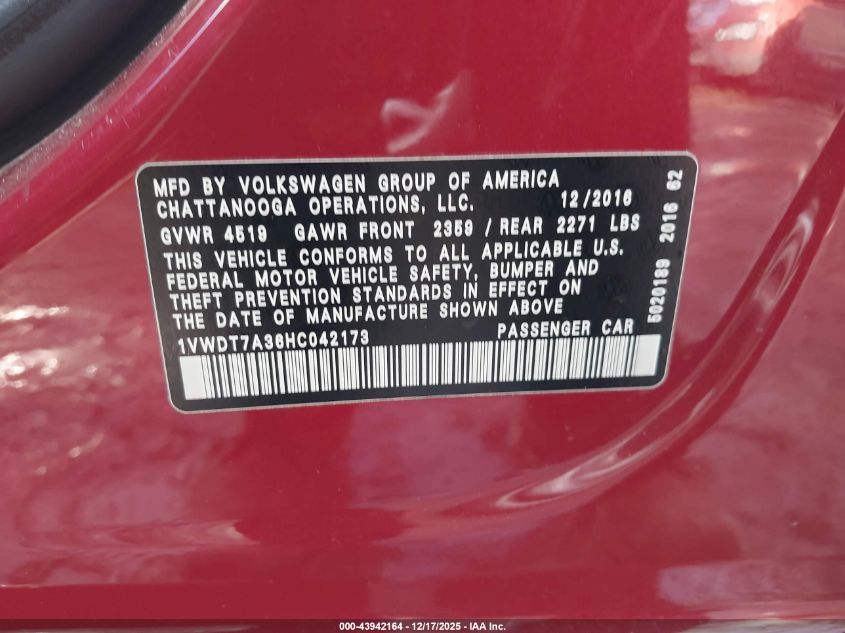 MFD BY VOLKSWAGEN GROUP OF AMERICA
CHATTANOOGA OPERATIONS, LLC. 12/2016
GVWR 4519 GAWR FRONT 2359 / REAR 2271 LBS
THIS VEHICLE CONFORMS TO ALL APPLICABLE U.S.
FEDERAL MOTOR VEHICLE SAFETY, BUMPER AND
THEFT PREVENTION STANDARDS IN EFFECT ON
THE DATE OF MANUFACTURE SHOWN ABOVE
1VWDT7A38HC042173 PASSENGER CAR
5020189 2016 62
000-43942164 - 12/17/2025 - IAA Inc.